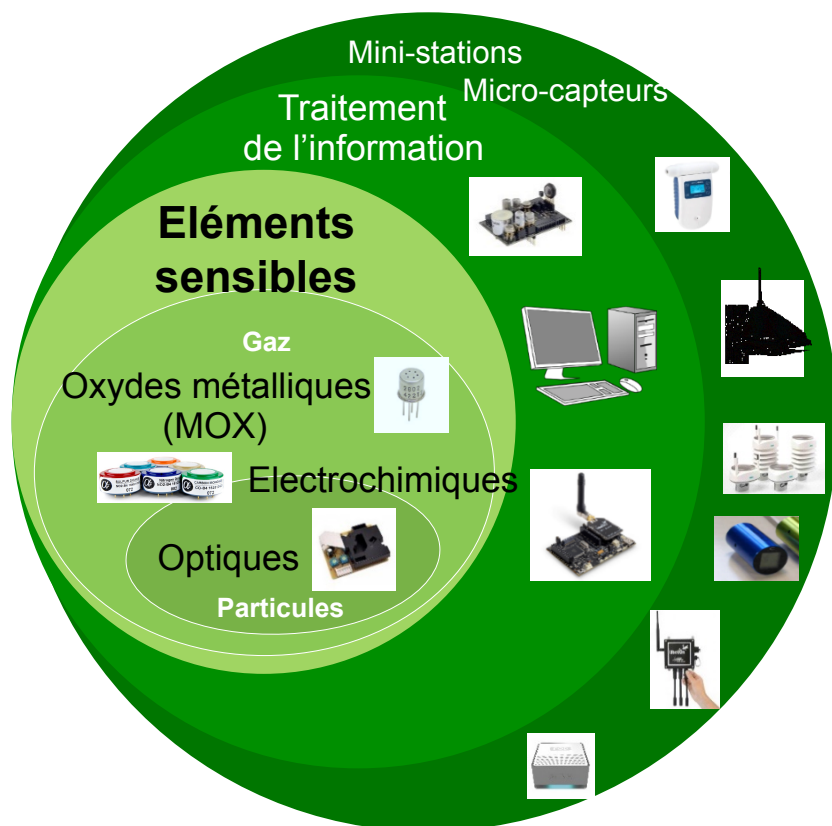 Mini-stations
Micro-capteurs
Traitement
de l'information
Eléments
sensibles
Gaz
Oxydes métalliques
(MOX)
Electrochimiques
Optiques
Particules